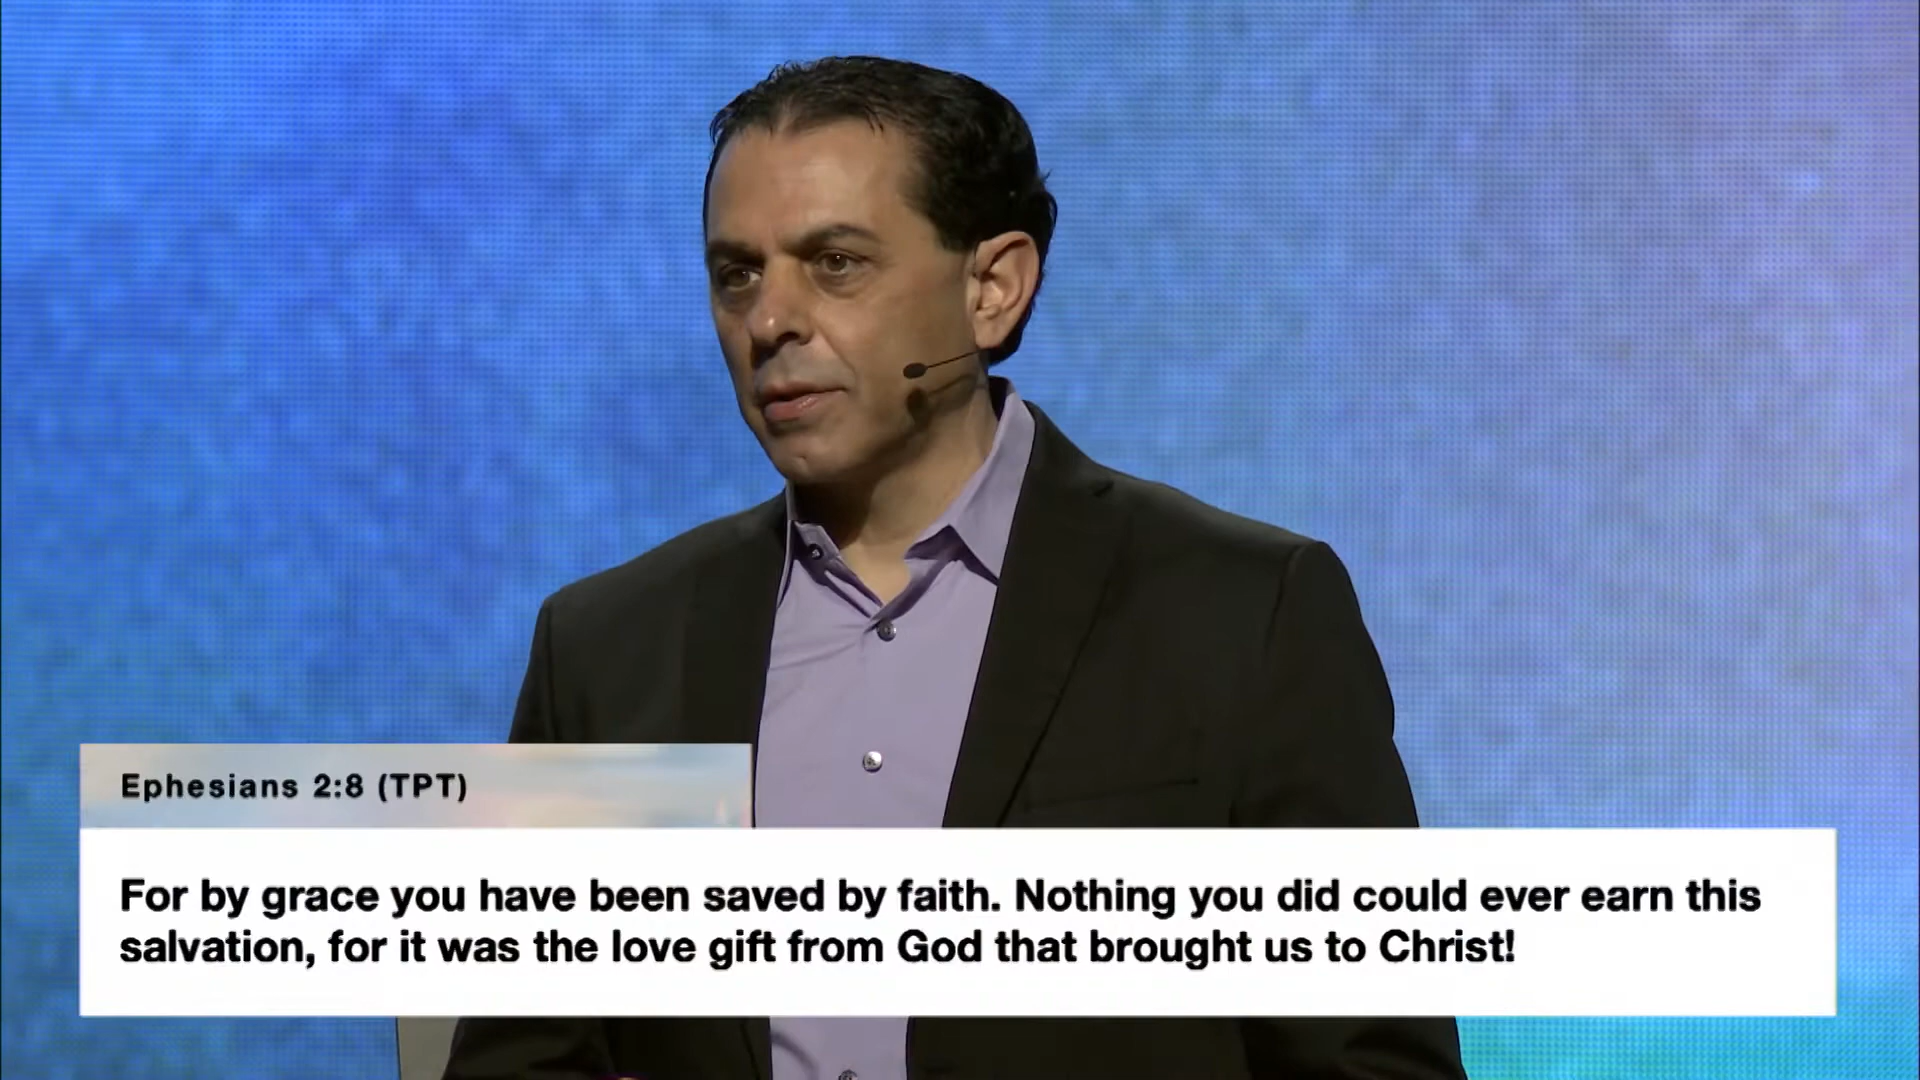 Ephesians 2:8 (TPT)
For by grace you have been saved by faith. Nothing you did could ever earn this
salvation, for it was the love gift from God that brought us to Christ!